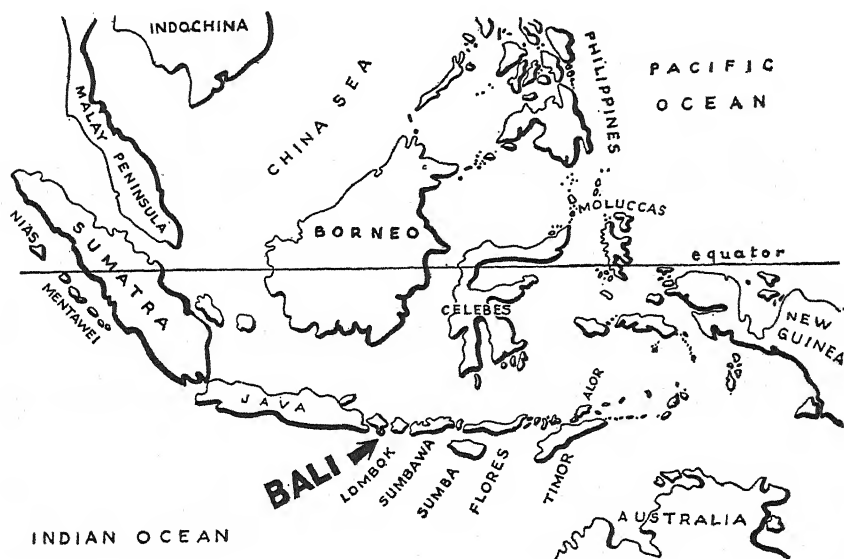 INDOCHINA
PACIFIC
OCEAN
PHILIPPINES
CHINA SEA
MALAY PENINSULA
MOLUCCAS
NIAS
SUMATRA
BORNEO
equator
MENTAWEI
CELEBES
NEW
GUINEA
JAVA
ALOR
BALI
LOMBOK
SUMBAWA
SUMBA
FLORES
TIMOR
AUSTRALIA
INDIAN OCEAN